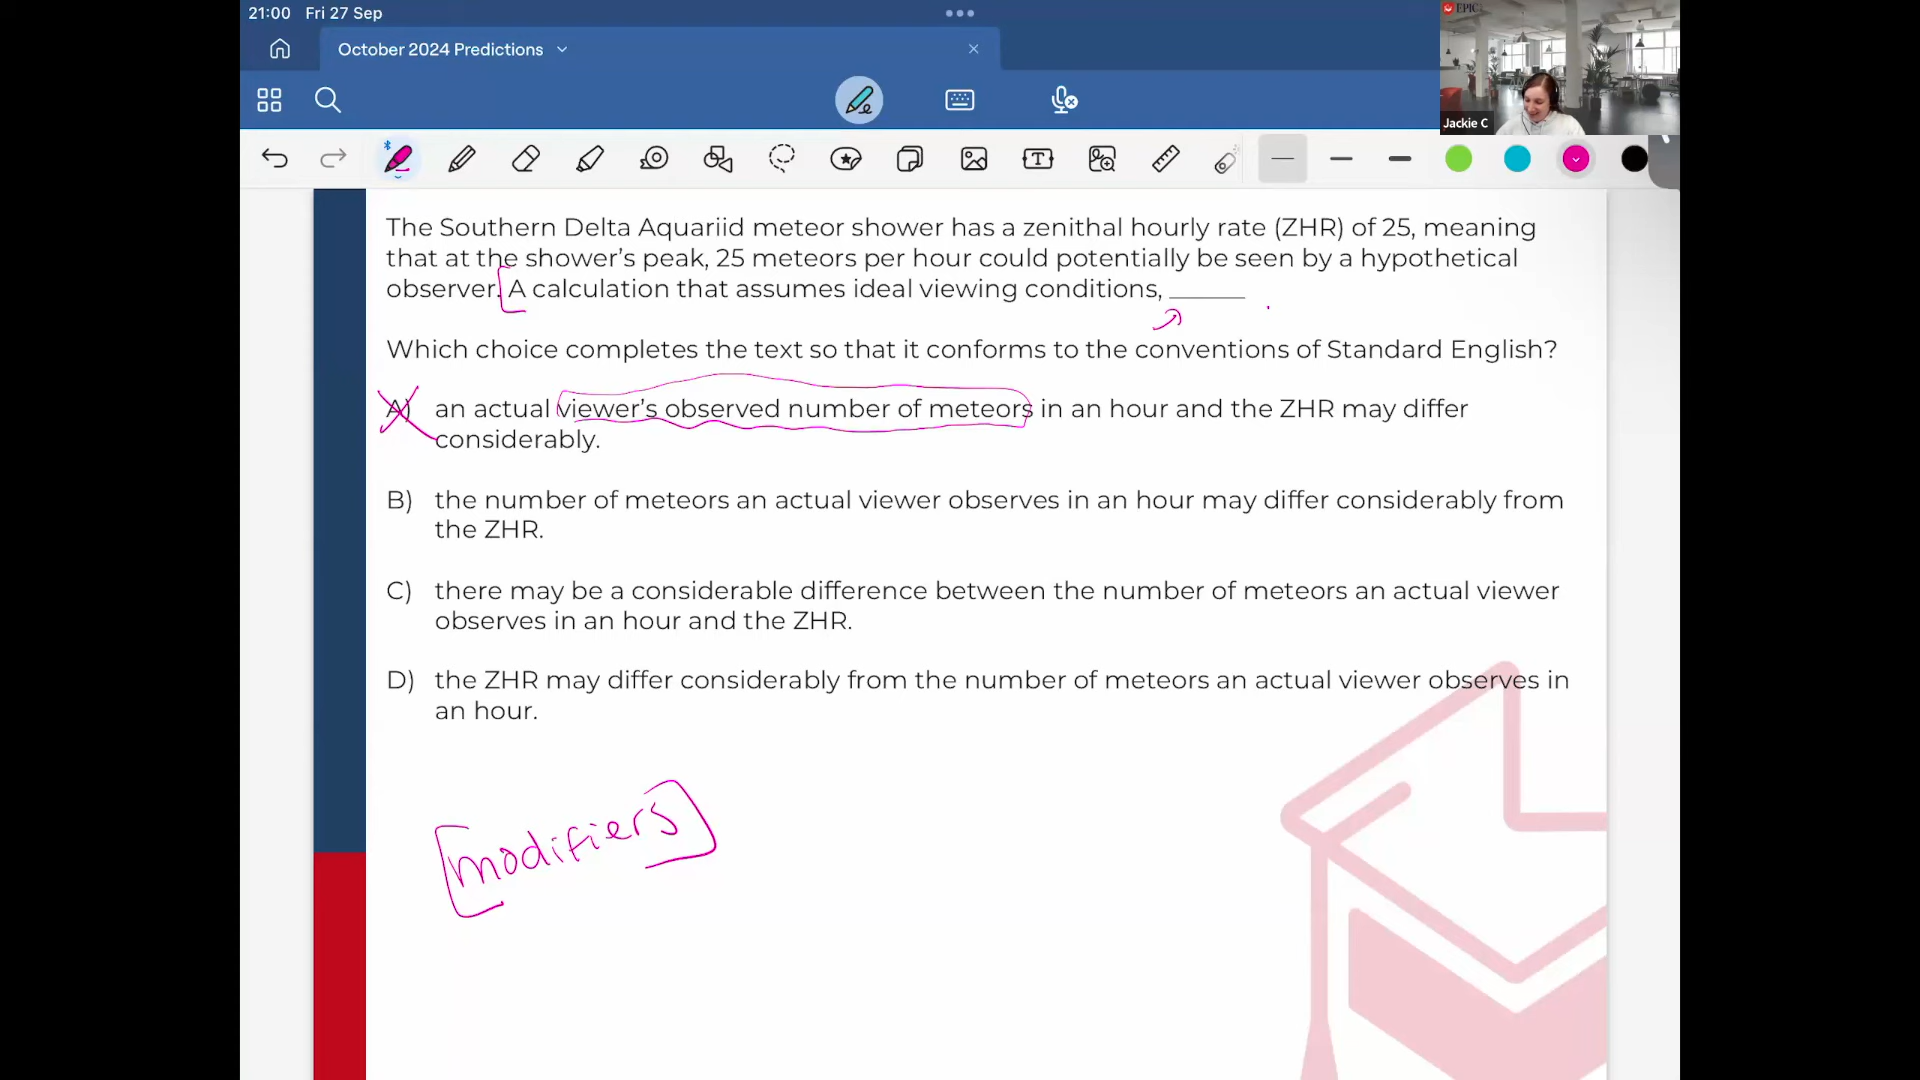 21:00 Fri 27 Sep
EPIC
October 2024 Predictions
Jackie C
The Southern Delta Aquariid meteor shower has a zenithal hourly rate (ZHR) of 25, meaning
that at the shower’s peak, 25 meteors per hour could potentially be seen by a hypothetical
observer. A calculation that assumes ideal viewing conditions, ______
Which choice completes the text so that it conforms to the conventions of Standard English?
A) an actual viewer’s observed number of meteors in an hour and the ZHR may differ
considerably.
B) the number of meteors an actual viewer observes in an hour may differ considerably from
the ZHR.
C) there may be a considerable difference between the number of meteors an actual viewer
observes in an hour and the ZHR.
D) the ZHR may differ considerably from the number of meteors an actual viewer observes in
an hour.
modifiers